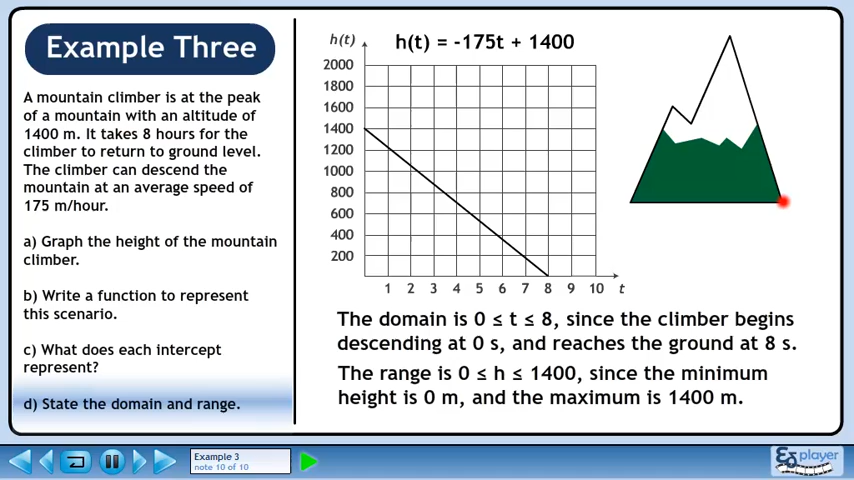 Example Three
A mountain climber is at the peak
of a mountain with an altitude of
1400 m. It takes 8 hours for the
climber to return to ground level.
The climber can descend the
mountain at an average speed of
175 m/hour.
a) Graph the height of the mountain
climber.
b) Write a function to represent
this scenario.
c) What does each intercept
represent?
d) State the domain and range.
h(t)
h(t) = -175t + 1400
2000
1800
1600
1400
1200
1000
800
600
400
200
1 2 3 4 5 6 7 8 9 10 t
The domain is 0 ≤ t ≤ 8, since the climber begins
descending at 0 s, and reaches the ground at 8 s.
The range is 0 ≤ h ≤ 1400, since the minimum
height is 0 m, and the maximum is 1400 m.
Example 3
note 10 of 10
player